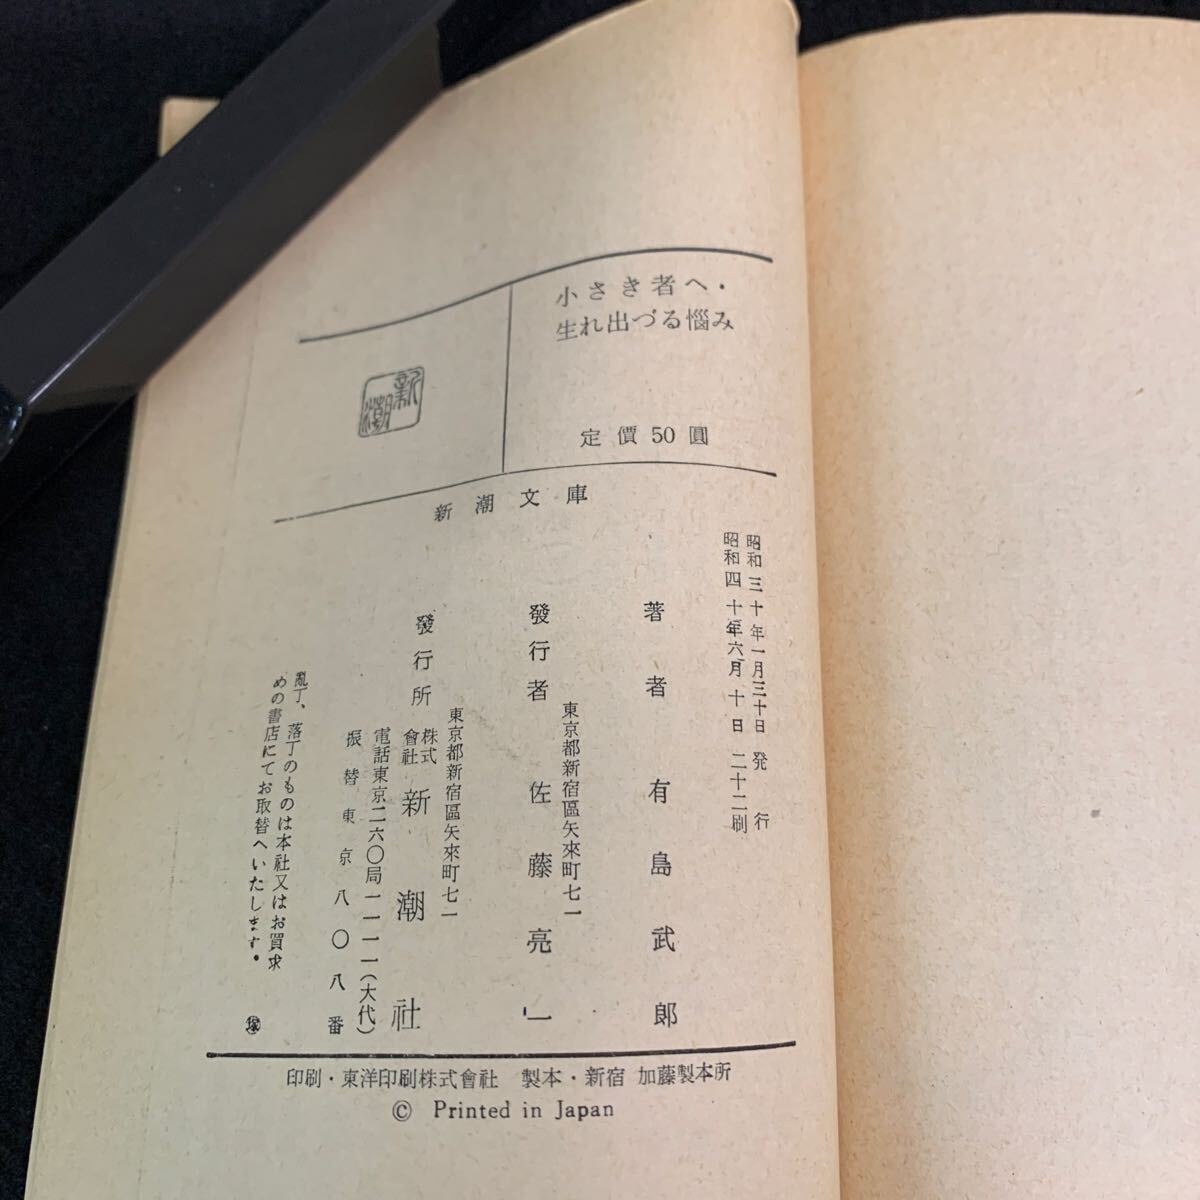 小さき者へ・
生れ出づる悩み
定價50圓
新潮
新潮文庫
昭和三十年一月三十日発行
昭和四十年六月十日二十二刷
著者 有島武郎
發行者 佐藤亮一
東京都新宿區矢來町七一
發行所 株式會社 新潮社
東京都新宿區矢來町七一
電話東京二六〇局一一一一(大代)
振替東京八〇八番
亂丁、落丁のものは本社又はお買求
めの書店にてお取替へいたします。
印刷・東洋印刷株式會社 製本・新宿 加藤製本所
© Printed in Japan